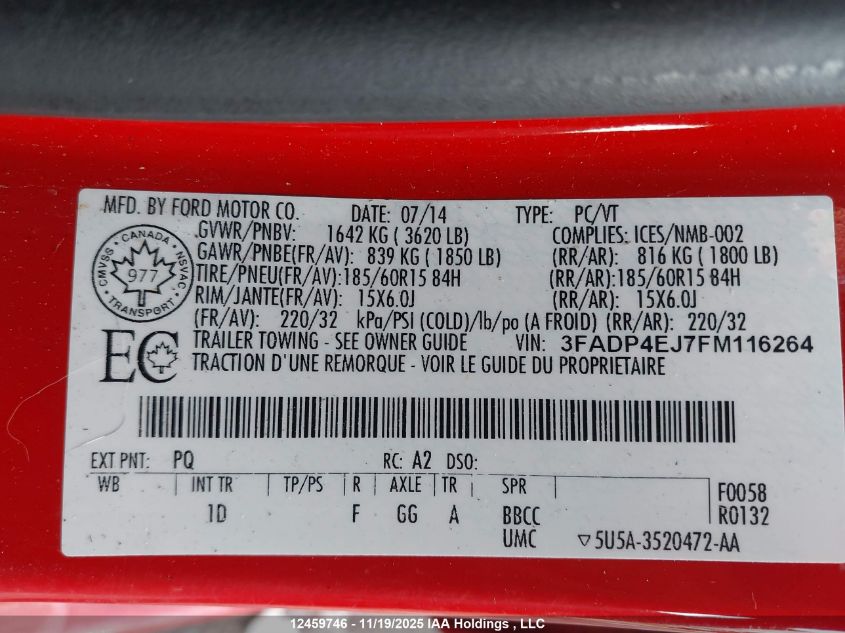 MFD. BY FORD MOTOR CO. DATE: 07/14 TYPE: PC/VT
GVWR/PNBV: 1642 KG ( 3620 LB) COMPLIES: ICES/NMB-002
GAWR/PNBE(FR/AV): 839 KG ( 1850 LB) (RR/AR): 816 KG ( 1800 LB)
TIRE/PNEU(FR/AV):185/60R15 84H (RR/AR):185/60R15 84H
RIM/JANTE(FR/AV): 15X6.0J (RR/AR): 15X6.0J
(FR/AV): 220/32 kPa/PSI (COLD)/lb/po (A FROID) (RR/AR): 220/32
TRAILER TOWING - SEE OWNER GUIDE VIN: 3FADP4EJ7FM116264
TRACTION D'UNE REMORQUE - VOIR LE GUIDE DU PROPRIETAIRE
CANADA
CMVSS 977 NSVAC
TRANSPORT
EC
EXT PNT: PQ RC: A2 DSO:
WB INT TR TP/PS R AXLE TR SPR F0058
1D F GG A BBCC R0132
UMC ▽5U5A-3520472-AA
12459746 - 11/19/2025 IAA Holdings , LLC